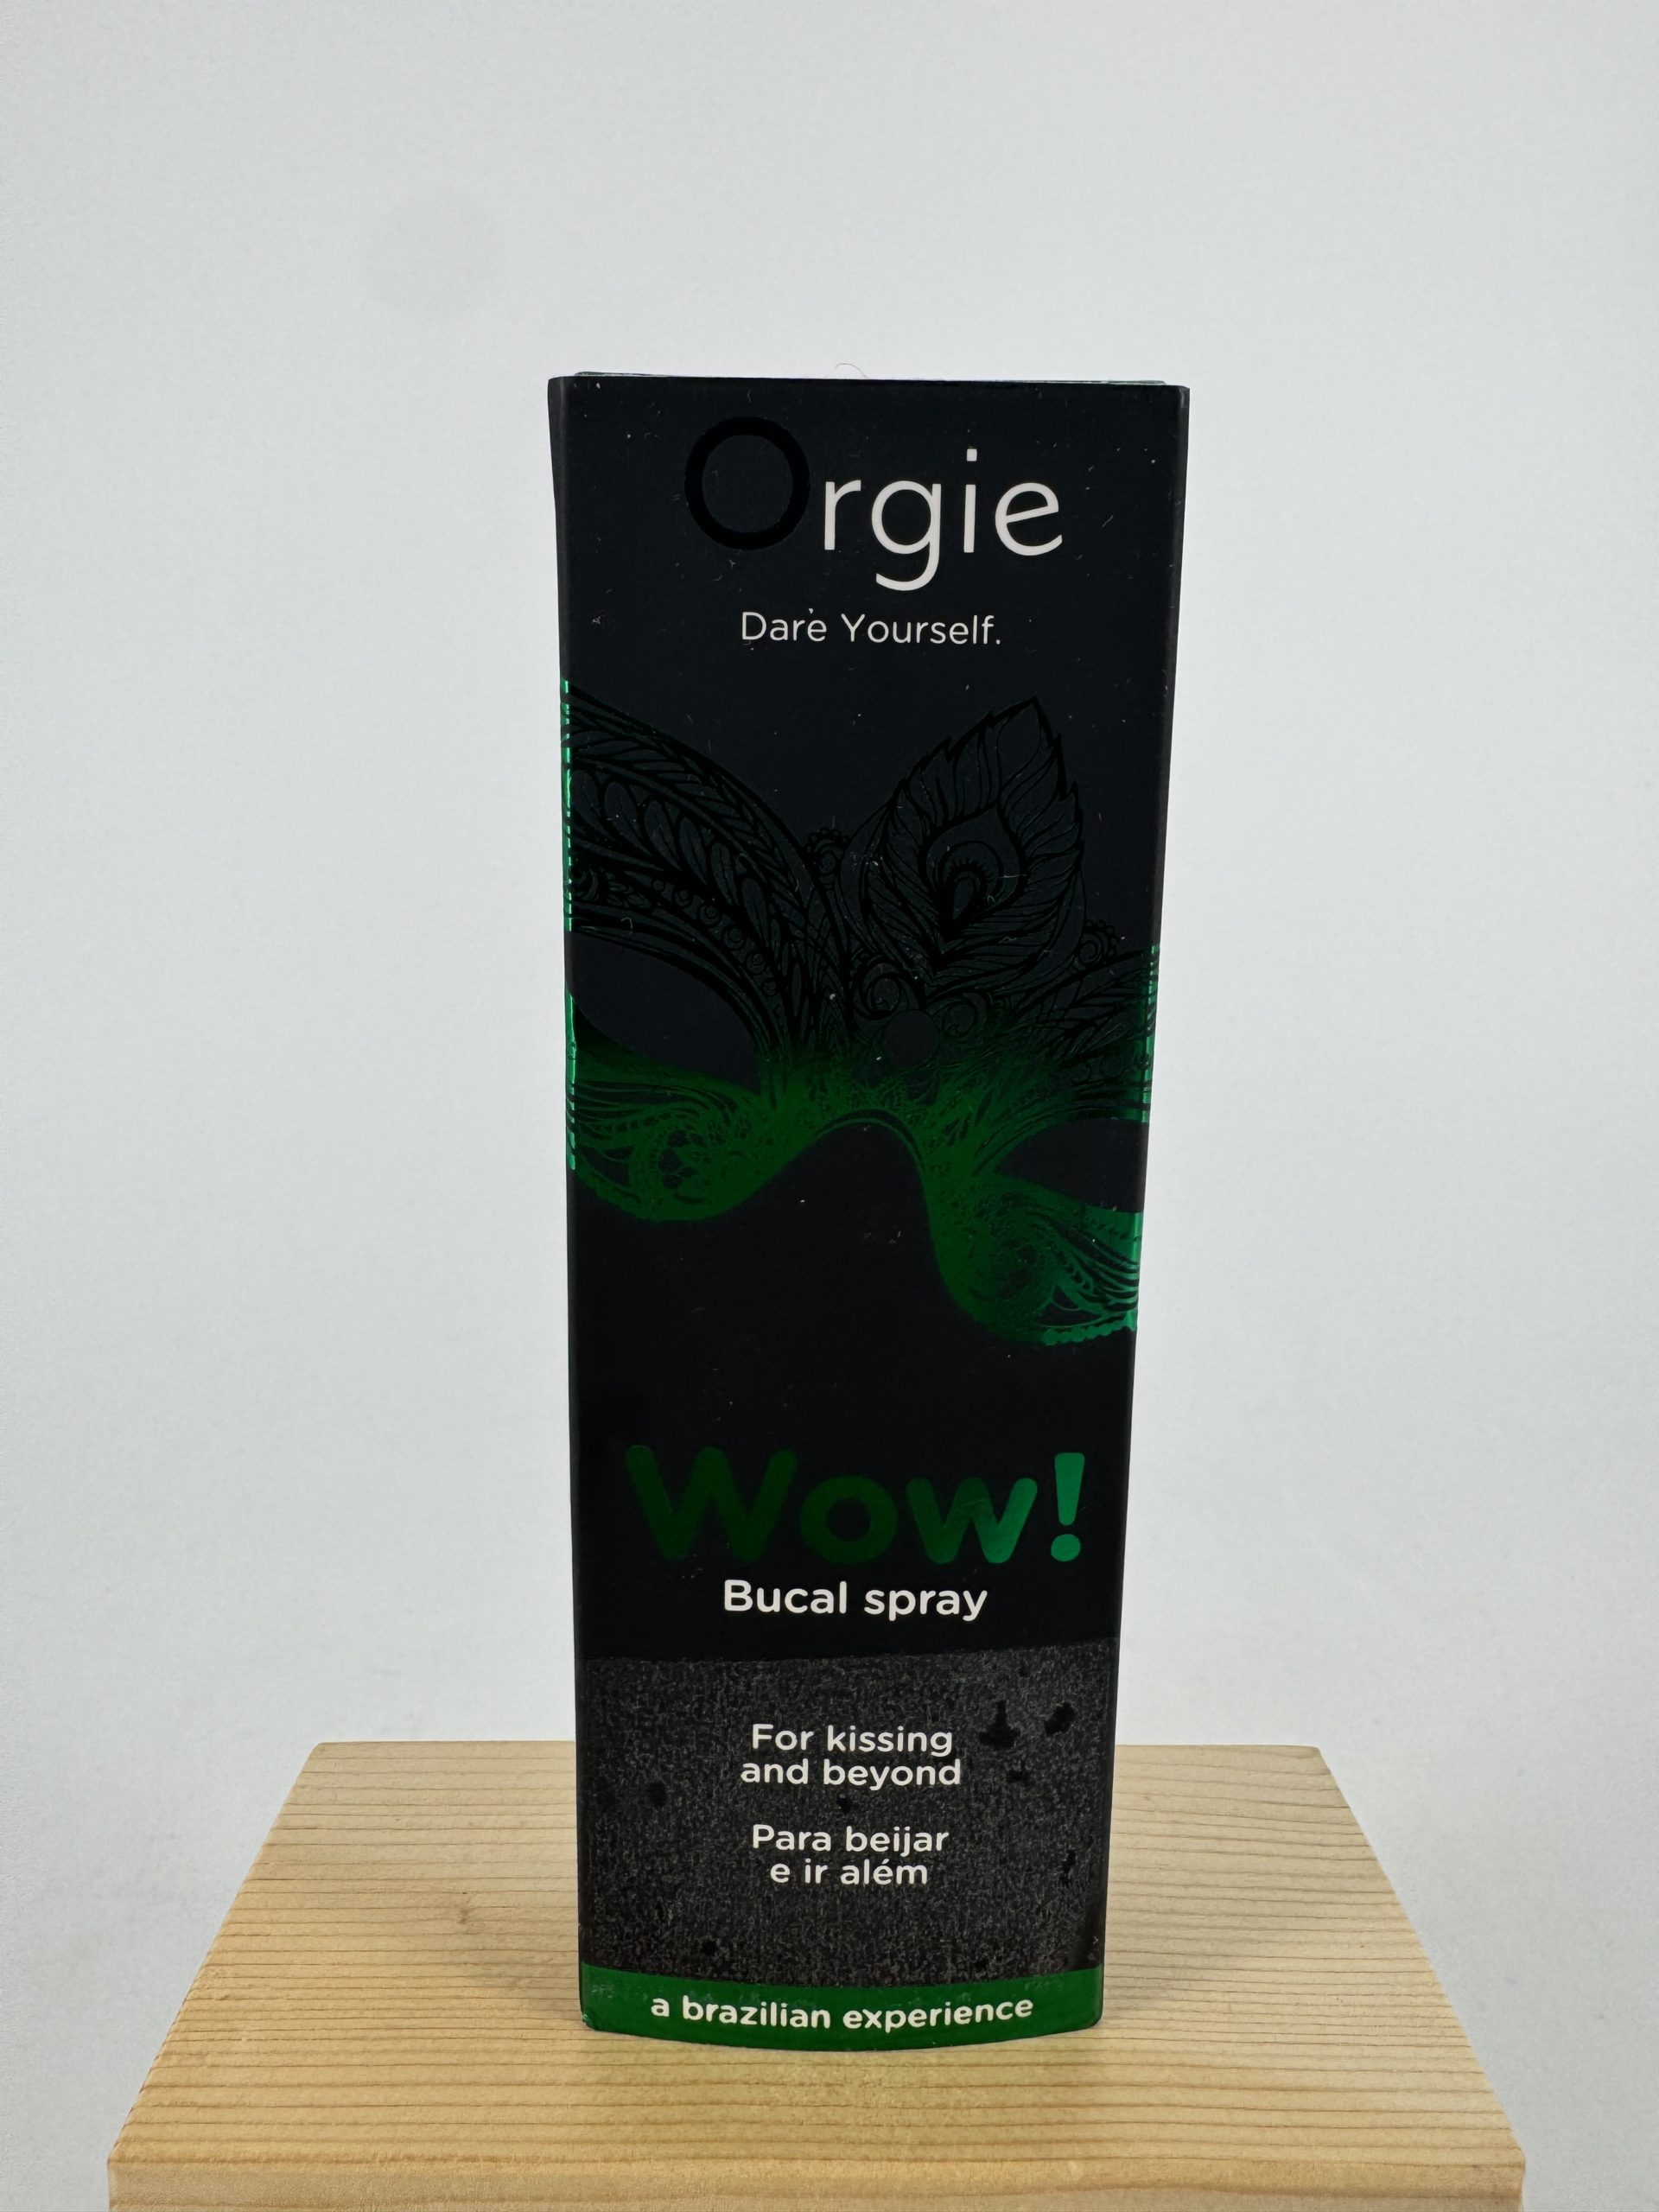 Orgie
Dare Yourself.
Wow!
Bucal spray
For kissing
and beyond
Para beijar
e ir além
a brazilian experience